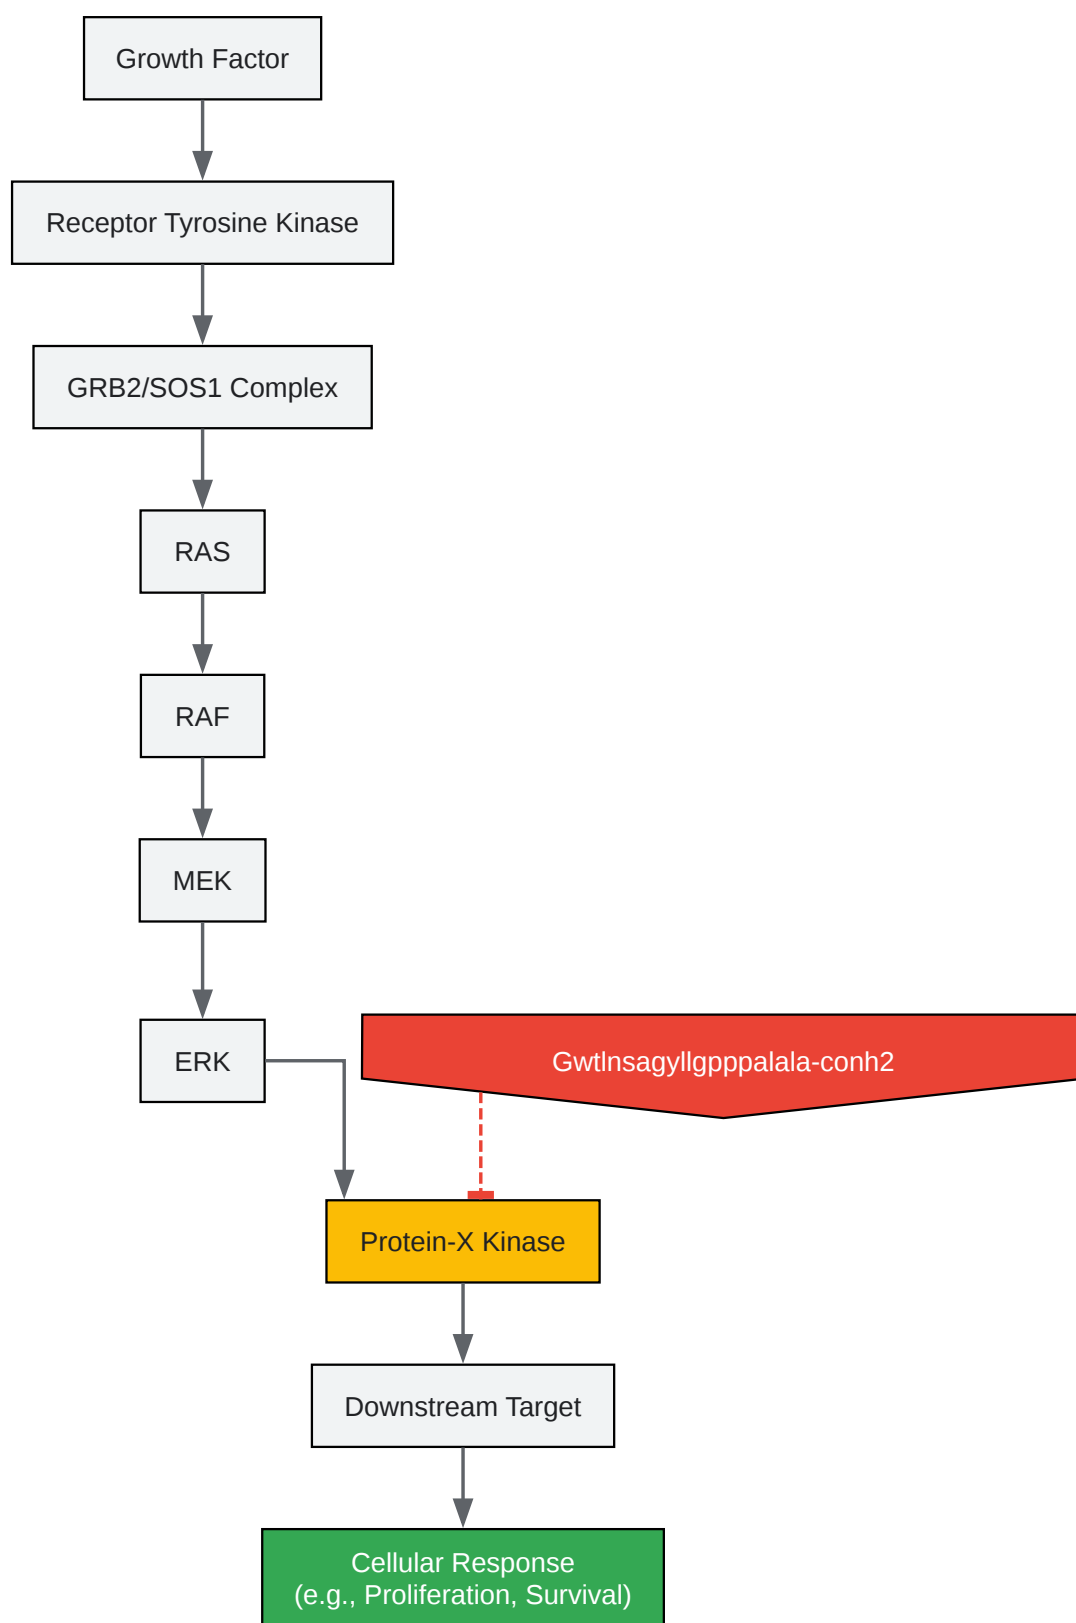 Growth Factor
Receptor Tyrosine Kinase
GRB2/SOS1 Complex
RAS
RAF
MEK
ERK
Gwtlnsagyllgpppalala-conh2
Protein-X Kinase
Downstream Target
Cellular Response
(e.g., Proliferation, Survival)